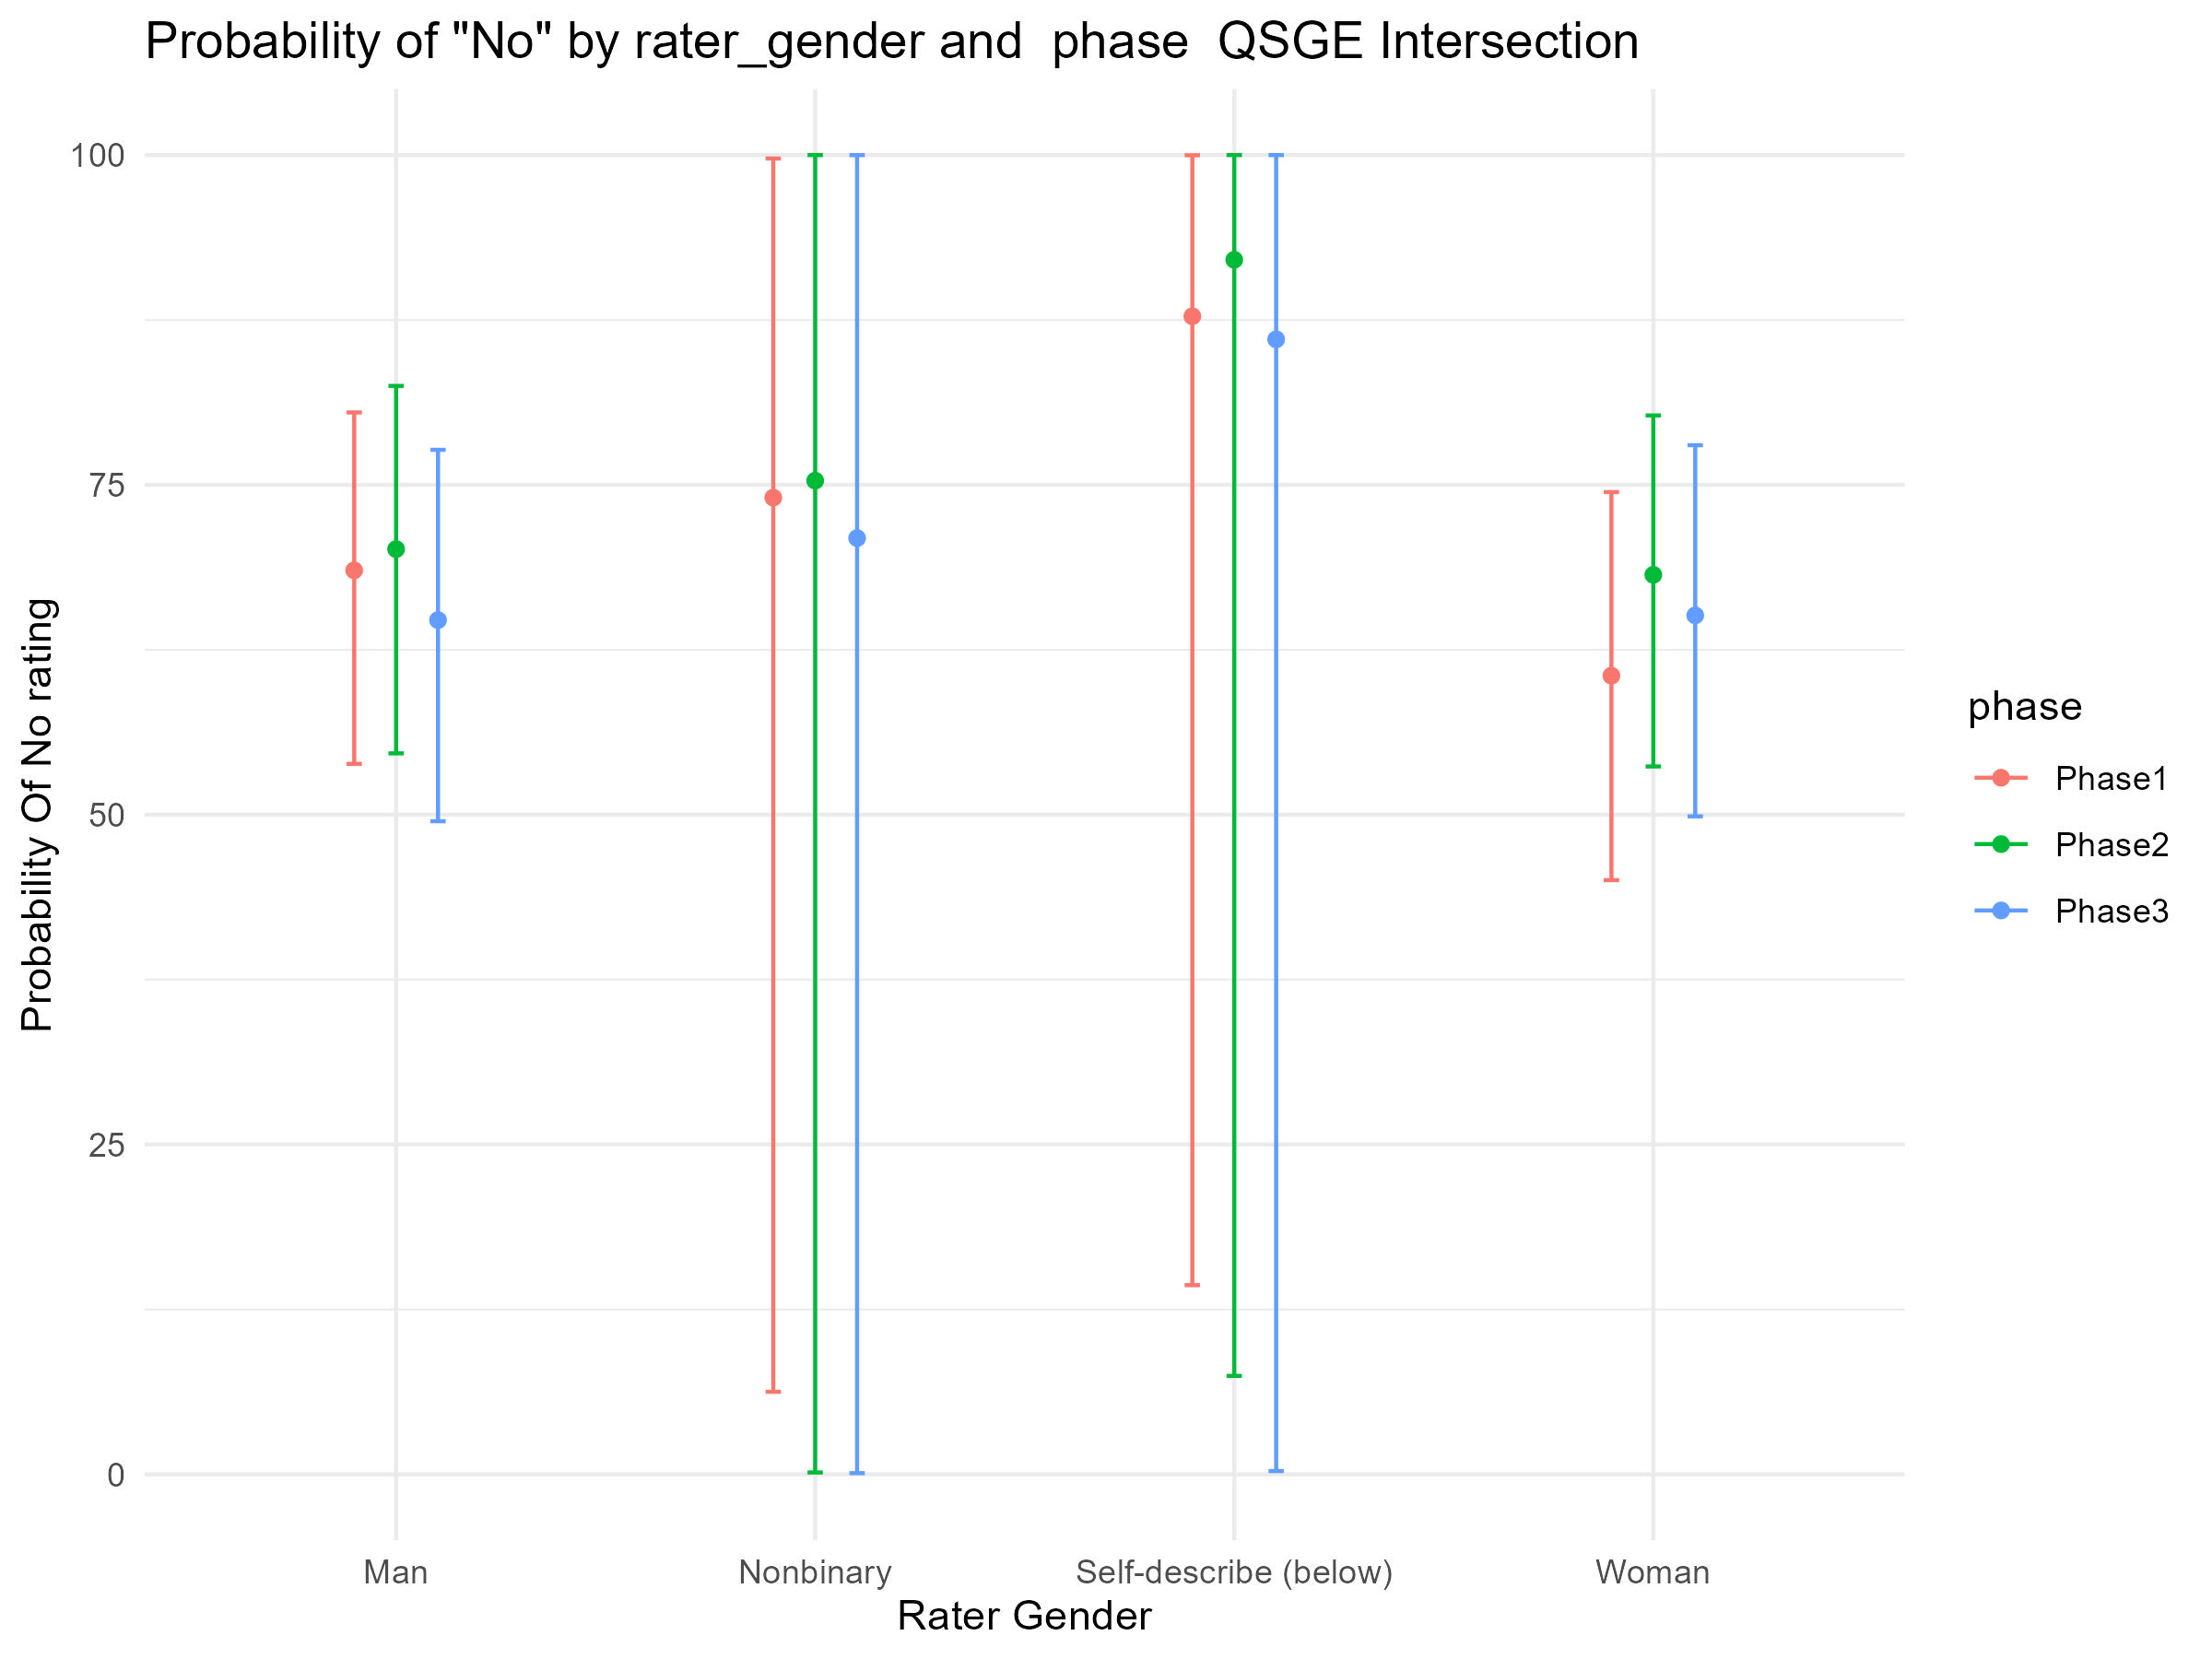 Probability of "No" by rater_gender and  phase  QSGE Intersection
Probability Of No rating
100
75
50
25
0
Man
Nonbinary
Self-describe (below)
Woman
Rater Gender
phase
Phase1
Phase2
Phase3